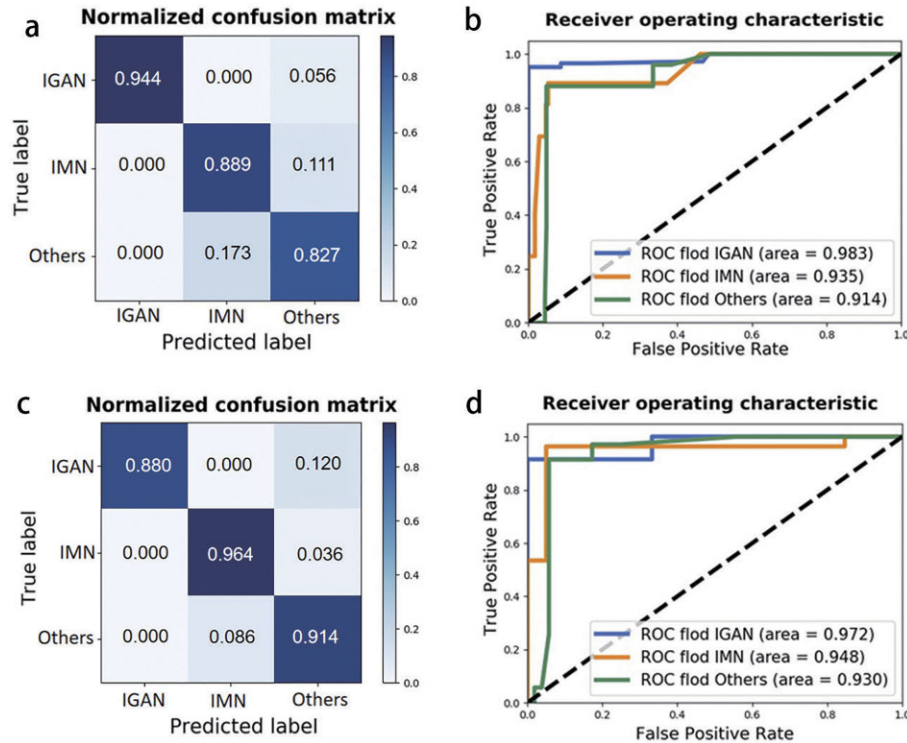 a
Normalized confusion matrix
True label
IGAN
IMN
Others
0.944 0.000 0.056
0.000 0.889 0.111
0.000 0.173 0.827
IGAN IMN Others
Predicted label
0.8
0.6
0.4
0.2
0.0
b
Receiver operating characteristic
True Positive Rate
1.0
0.8
0.6
0.4
0.2
0.0
ROC flod IGAN (area = 0.983)
ROC flod IMN (area = 0.935)
ROC flod Others (area = 0.914)
0.0 0.2 0.4 0.6 0.8 1.0
False Positive Rate
c
Normalized confusion matrix
True label
IGAN
IMN
Others
0.880 0.000 0.120
0.000 0.964 0.036
0.000 0.086 0.914
IGAN IMN Others
Predicted label
0.8
0.6
0.4
0.2
0.0
d
Receiver operating characteristic
True Positive Rate
1.0
0.8
0.6
0.4
0.2
0.0
ROC flod IGAN (area = 0.972)
ROC flod IMN (area = 0.948)
ROC flod Others (area = 0.930)
0.0 0.2 0.4 0.6 0.8 1.0
False Positive Rate